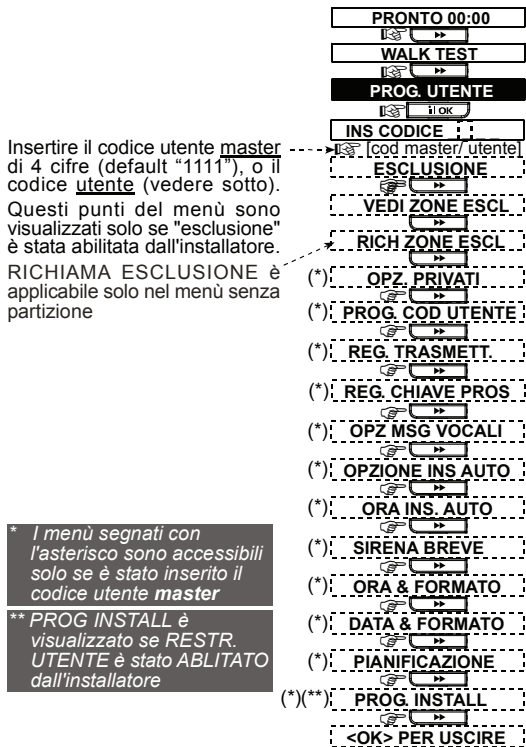 PRONTO 00:00
WALK TEST
PROG. UTENTE
OK
INS CODICE _ _ _ _
Insertire il codice utente master
di 4 cifre (default "1111"), o il
codice utente (vedere sotto).
[cod master/ utente]
ESCLUSIONE
Questi punti del menù sono
visualizzati solo se "esclusione"
è stata abilitata dall'installatore.
VEDI ZONE ESCL
RICH ZONE ESCL
RICHIAMA ESCLUSIONE è
applicabile solo nel menù senza
partizione
(*) OPZ. PRIVATI
(*) PROG. COD UTENTE
(*) REG. TRASMETT.
(*) REG. CHIAVE PROS
(*) OPZ MSG VOCALI
(*) OPZIONE INS AUTO
(*) ORA INS. AUTO
(*) SIRENA BREVE
(*) ORA & FORMATO
(*) DATA & FORMATO
(*) PIANIFICAZIONE
(*)(**) PROG. INSTALL
<OK> PER USCIRE
* I menù segnati con
l'asterisco sono accessibili
solo se è stato inserito il
codice utente master
** PROG INSTALL è
visualizzato se RESTR.
UTENTE è stato ABLITATO
dall'installatore